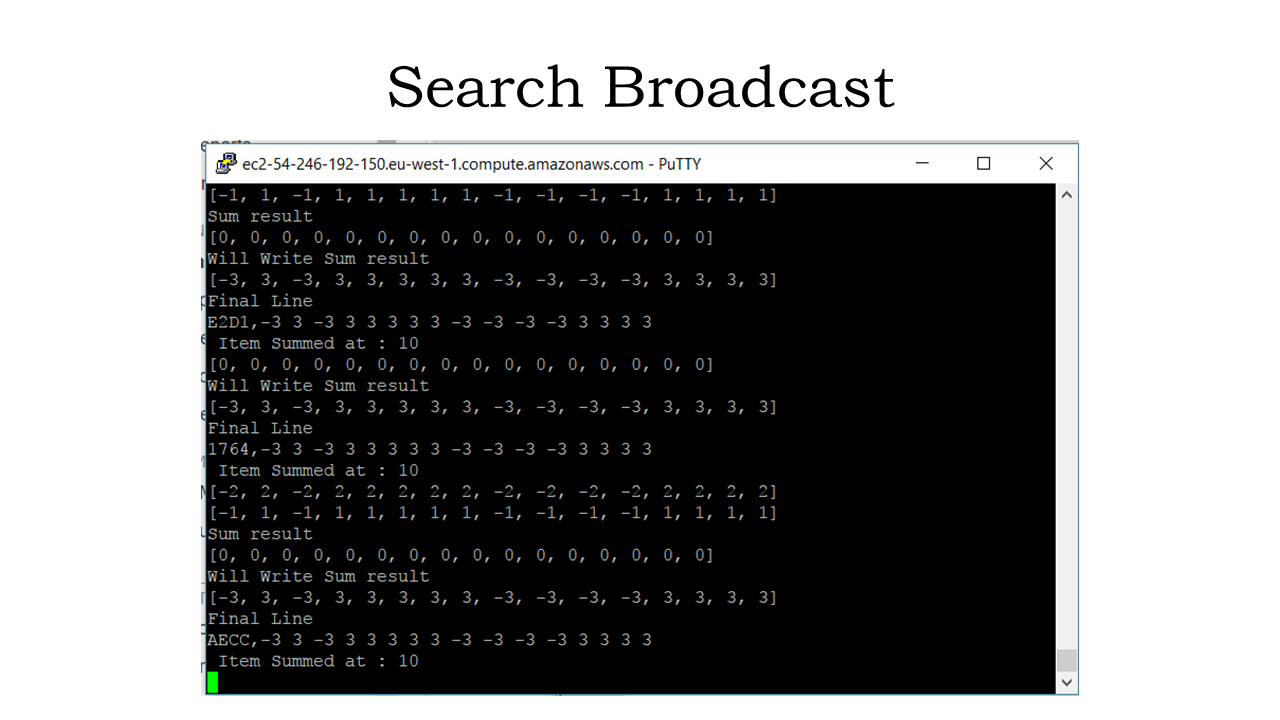 Search Broadcast
ec2-54-246-192-150.eu-west-1.compute.amazonaws.com - PuTTY
[-1, 1, -1, 1, 1, 1, 1, 1, -1, -1, -1, -1, 1, 1, 1, 1]
Sum result
[0, 0, 0, 0, 0, 0, 0, 0, 0, 0, 0, 0, 0, 0, 0, 0]
Will Write Sum result
[-3, 3, -3, 3, 3, 3, 3, 3, -3, -3, -3, -3, 3, 3, 3, 3]
Final Line
E2D1,-3 3 -3 3 3 3 3 3 -3 -3 -3 -3 3 3 3 3
Item Summed at : 10
[0, 0, 0, 0, 0, 0, 0, 0, 0, 0, 0, 0, 0, 0, 0, 0]
Will Write Sum result
[-3, 3, -3, 3, 3, 3, 3, 3, -3, -3, -3, -3, 3, 3, 3, 3]
Final Line
1764,-3 3 -3 3 3 3 3 3 -3 -3 -3 -3 3 3 3 3
Item Summed at : 10
[-2, 2, -2, 2, 2, 2, 2, 2, -2, -2, -2, -2, 2, 2, 2, 2]
[-1, 1, -1, 1, 1, 1, 1, 1, -1, -1, -1, -1, 1, 1, 1, 1]
Sum result
[0, 0, 0, 0, 0, 0, 0, 0, 0, 0, 0, 0, 0, 0, 0, 0]
Will Write Sum result
[-3, 3, -3, 3, 3, 3, 3, 3, -3, -3, -3, -3, 3, 3, 3, 3]
Final Line
AECC,-3 3 -3 3 3 3 3 3 -3 -3 -3 -3 3 3 3 3
Item Summed at : 10